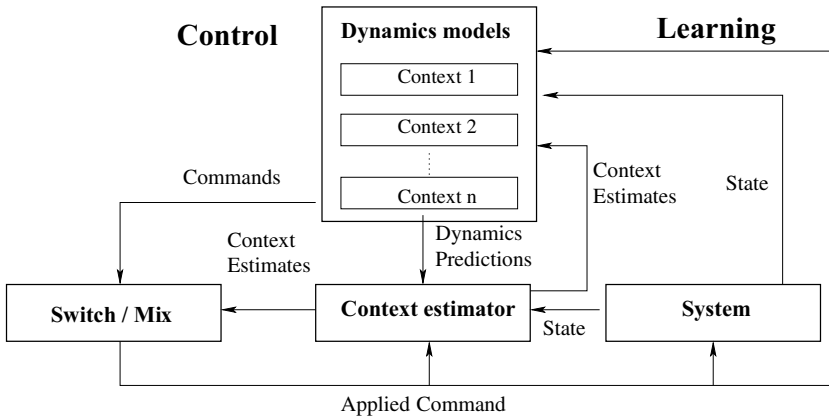 Control
Dynamics models
Learning
Context 1
Context 2
Context n
Commands
Context
Estimates
Dynamics
Predictions
Context
Estimates
State
Switch / Mix
Context estimator
State
System
Applied Command